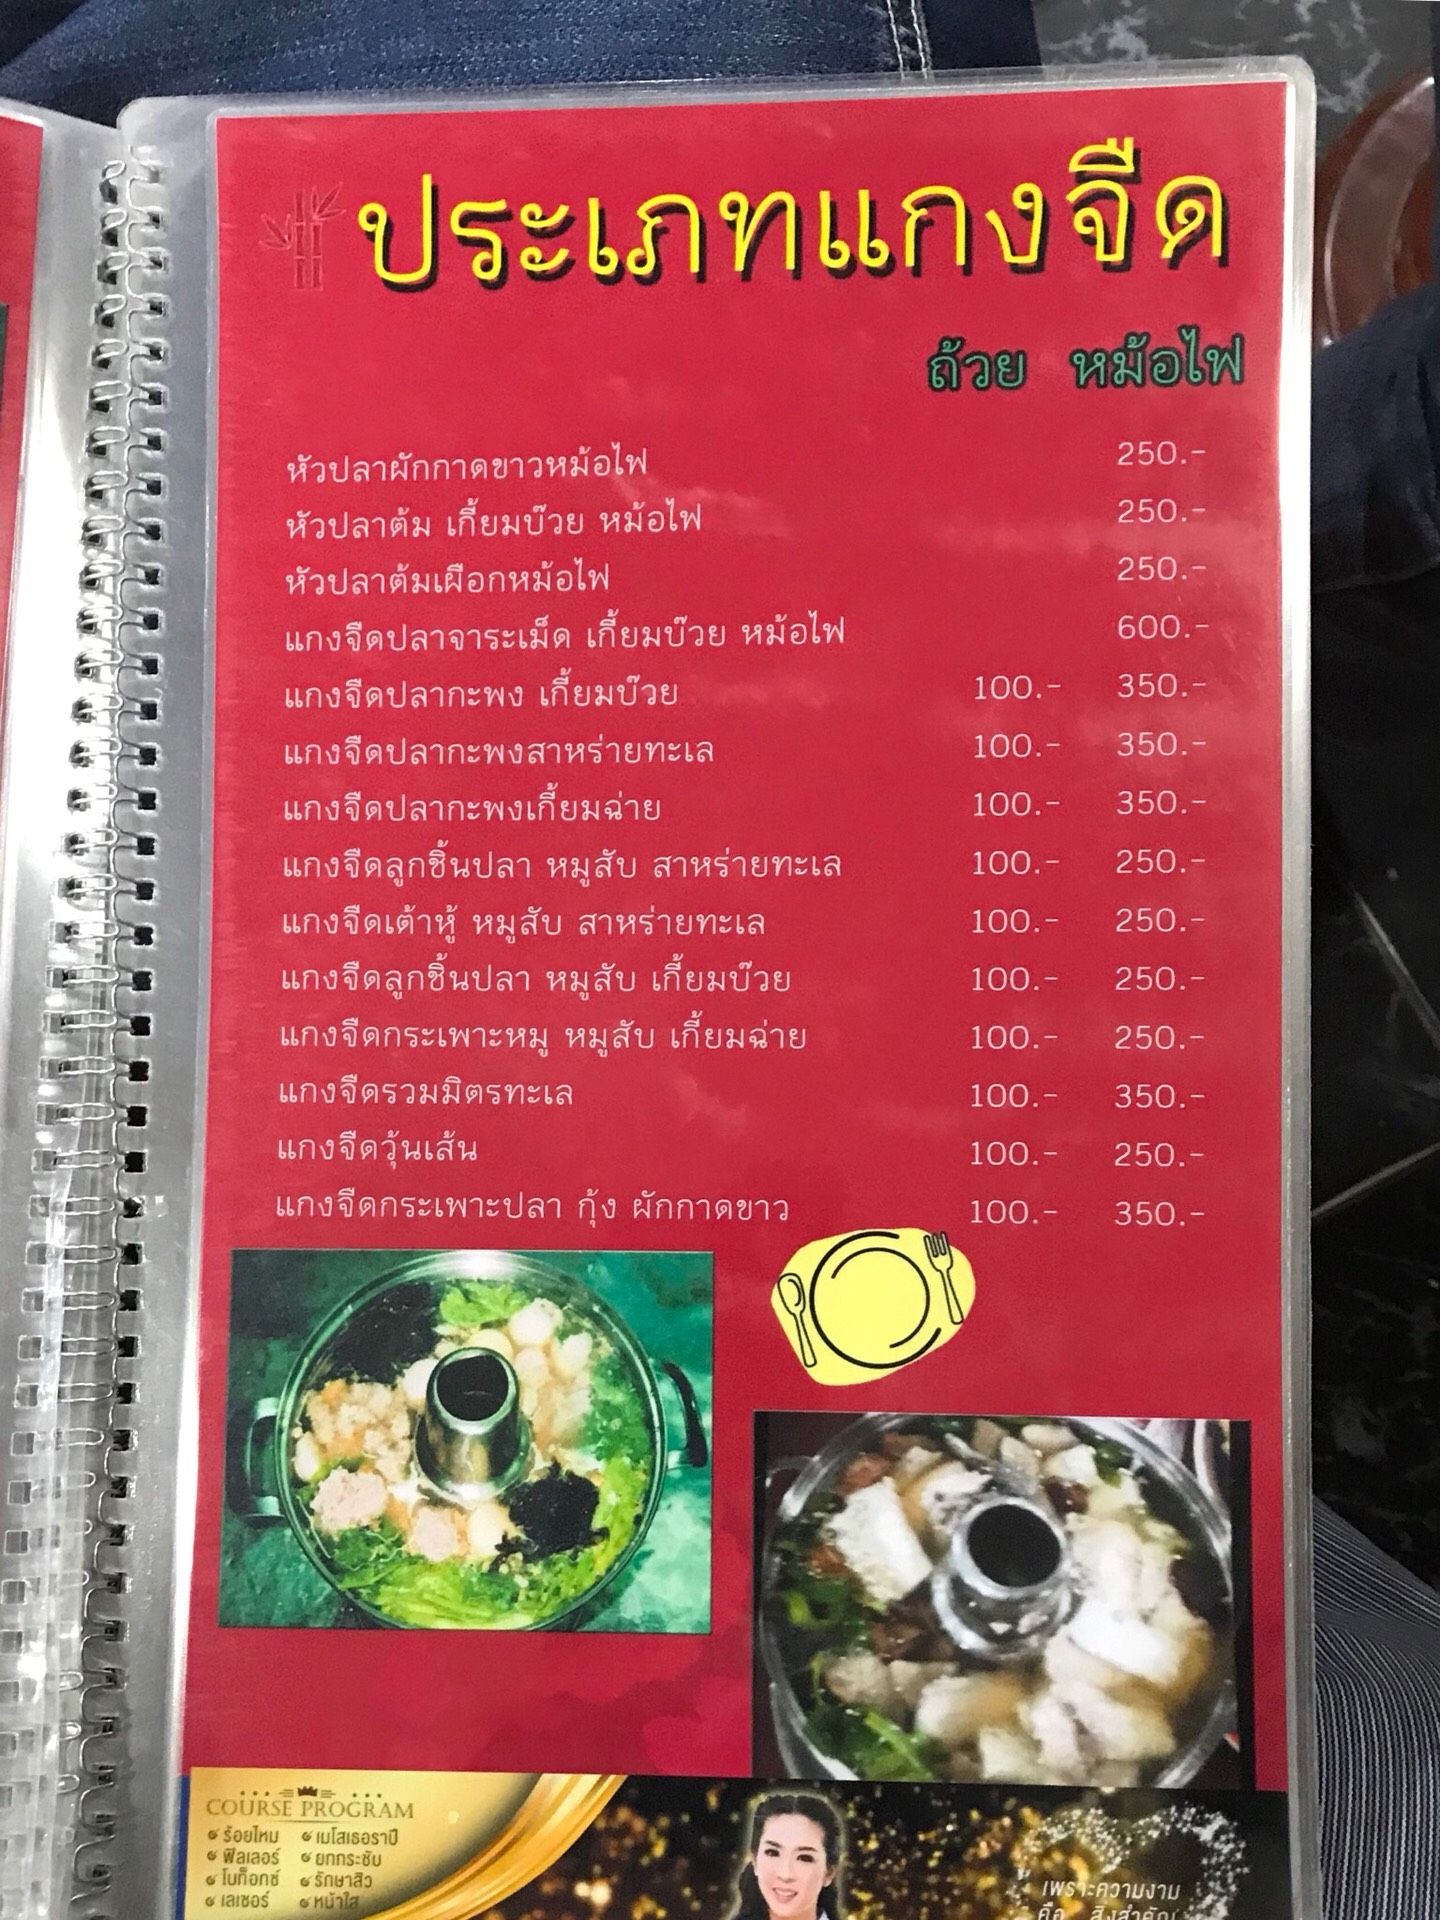 ประเภทแกงจืด
ถ้วย หม้อไฟ
หัวปลาผักกาดขาวหม้อไฟ 250.-
หัวปลาต้ม เกี้ยมบ๊วย หม้อไฟ 250.-
หัวปลาต้มเผือกหม้อไฟ 250.-
แกงจืดปลาจาระเม็ด เกี้ยมบ๊วย หม้อไฟ 600.-
แกงจืดปลากะพง เกี้ยมบ๊วย 100.- 350.-
แกงจืดปลากะพงสาหร่ายทะเล 100.- 350.-
แกงจืดปลากะพงเกี้ยมฉ่าย 100.- 350.-
แกงจืดลูกชิ้นปลา หมูสับ สาหร่ายทะเล 100.- 250.-
แกงจืดเต้าหู้ หมูสับ สาหร่ายทะเล 100.- 250.-
แกงจืดลูกชิ้นปลา หมูสับ เกี้ยมบ๊วย 100.- 250.-
แกงจืดกระเพาะหมู หมูสับ เกี้ยมฉ่าย 100.- 250.-
แกงจืดรวมมิตรทะเล 100.- 350.-
แกงจืดวุ้นเส้น 100.- 250.-
แกงจืดกระเพาะปลา กุ้ง ผักกาดขาว 100.- 350.-
COURSE PROGRAM
ร้อยไหม เมโสเธอราปี
ฟิลเลอร์ ยกกระชับ
โบท็อกซ์ รักษาสิว
เลเซอร์ หน้าใส
เพราะความงาม
คือ สิ่งสำคัญ